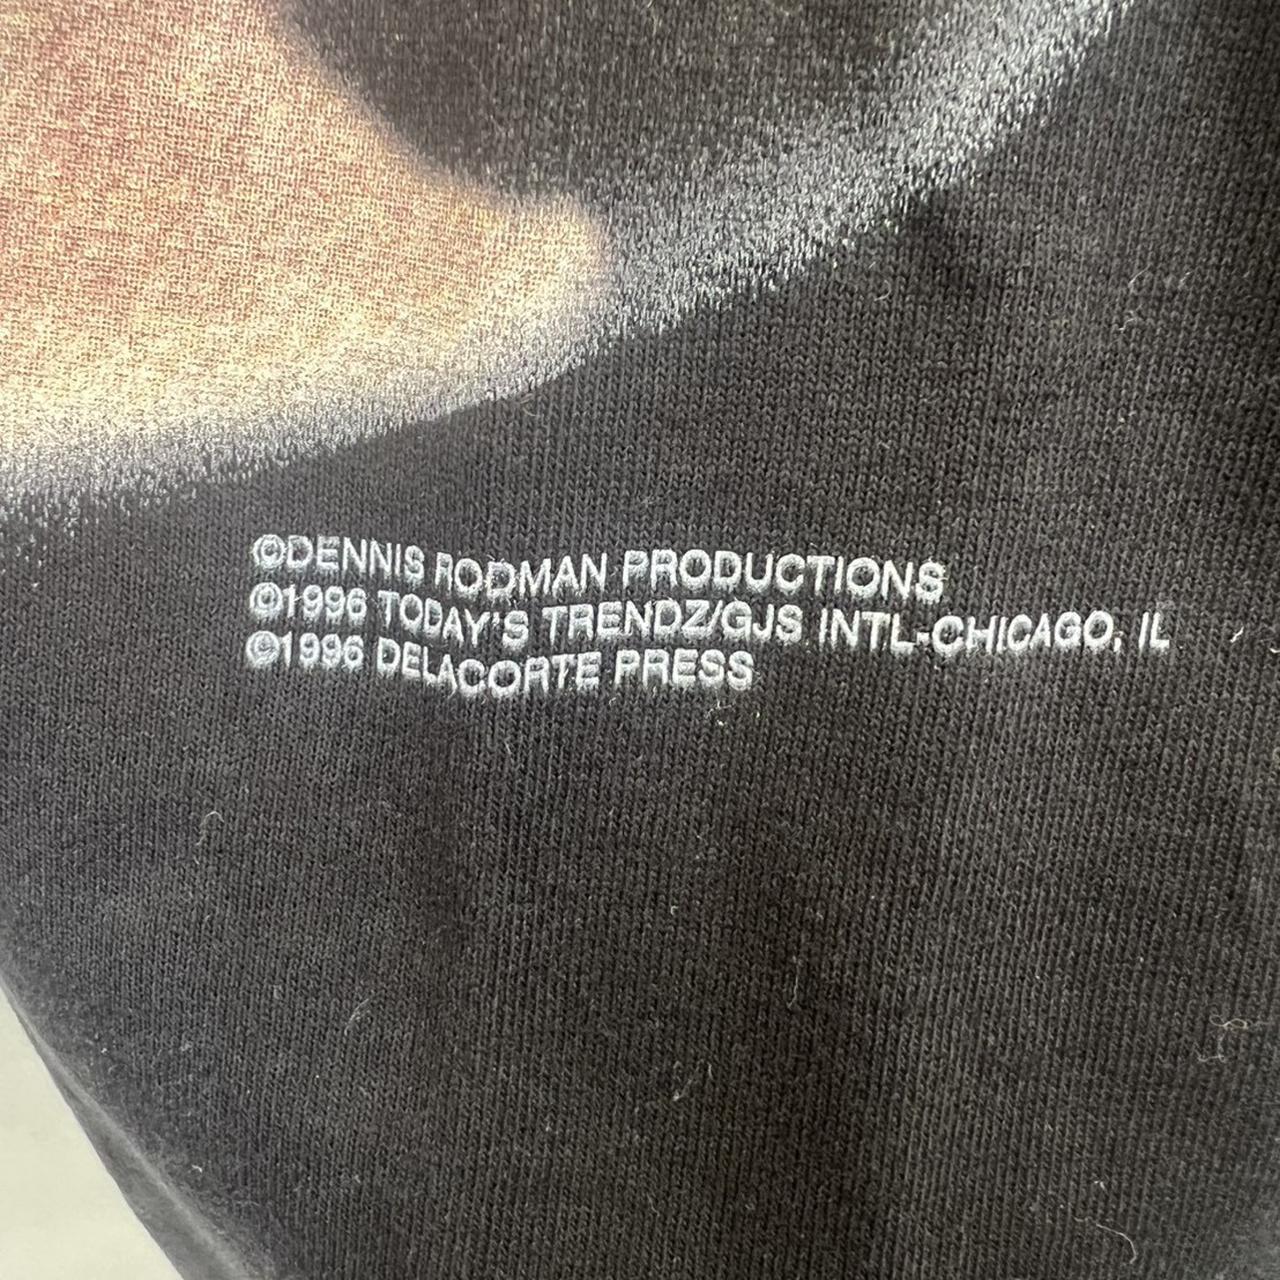 ©DENNIS RODMAN PRODUCTIONS
©1996 TODAY'S TRENDZ/GJS INTL-CHICAGO, IL
©1996 DELACORTE PRESS